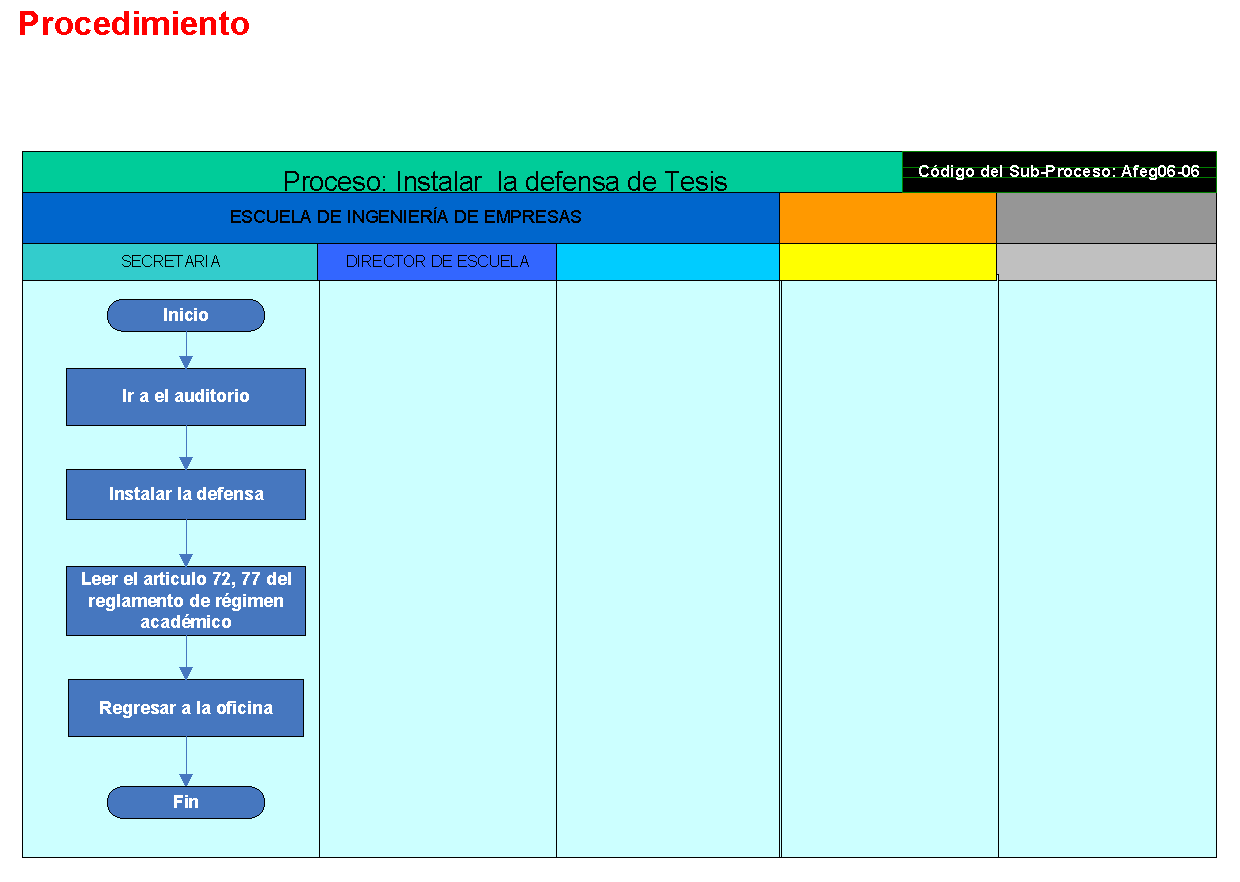 Procedimiento
Proceso: Instalar la defensa de Tesis
Código del Sub-Proceso: Afeg06-06
ESCUELA DE INGENIERÍA DE EMPRESAS
SECRETARIA
DIRECTOR DE ESCUELA
Inicio
Ir a el auditorio
Instalar la defensa
Leer el articulo 72, 77 del
reglamento de régimen
académico
Regresar a la oficina
Fin